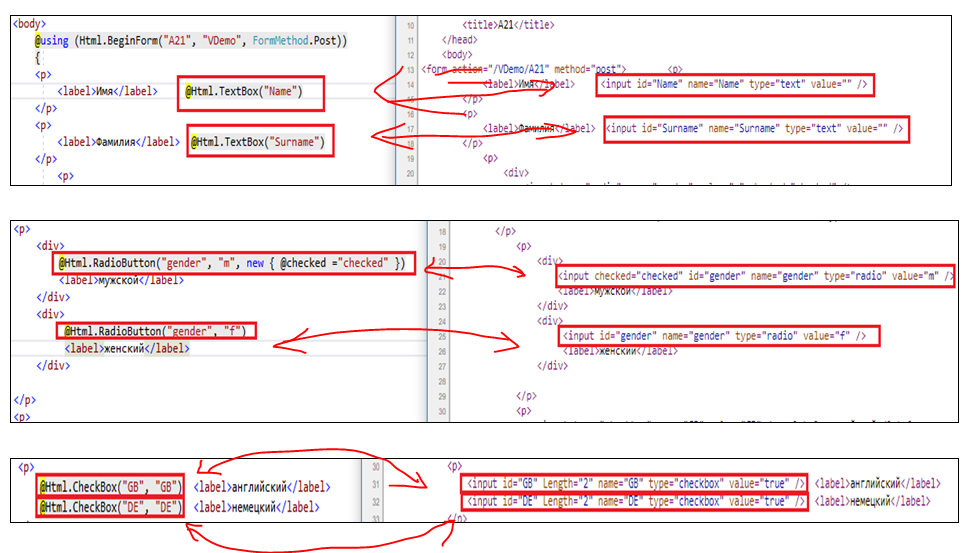 <body>
@using (Html.BeginForm("A21", "VDemo", FormMethod.Post))
{
<p>
<label>Имя</label> @Html.TextBox("Name")
</p>
<p>
<label>Фамилия</label> @Html.TextBox("Surname")
</p>
<p>
10 <title>A21</title>
11 </head>
12 <body>
13 <form action="/VDemo/A21" method="post"> <p>
14 <label>Имя</label> <input id="Name" name="Name" type="text" value="" />
15 </p>
16 <p>
17 <label>Фамилия</label> <input id="Surname" name="Surname" type="text" value="" />
18 </p>
19 <p>
20 <div>
<p>
<div>
@Html.RadioButton("gender", "m", new { @checked ="checked" })
<label>мужской</label>
</div>
<div>
@Html.RadioButton("gender", "f")
<label>женский</label>
</div>
</p>
<p>
18 </p>
19 <p>
20 <div>
21 <input checked="checked" id="gender" name="gender" type="radio" value="m" />
22 <label>мужской</label>
23 </div>
24 <div>
25 <input id="gender" name="gender" type="radio" value="f" />
26 <label>женский</label>
27 </div>
28
29 </p>
30 <p>
<p>
@Html.CheckBox("GB", "GB") <label>английский</label>
@Html.CheckBox("DE", "DE") <label>немецкий</label>
30 <p>
31 <input id="GB" Length="2" name="GB" type="checkbox" value="true" /> <label>английский</label>
32 <input id="DE" Length="2" name="DE" type="checkbox" value="true" /> <label>немецкий</label>
33 </p>